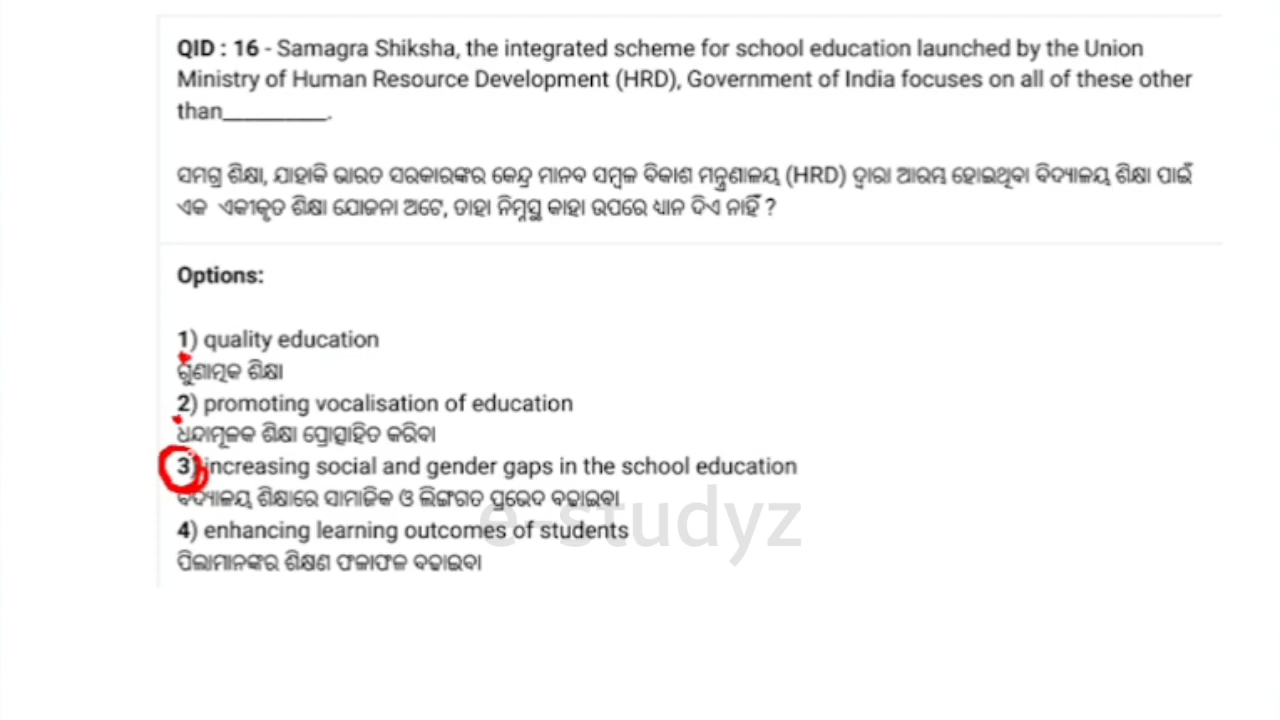 QID : 16 - Samagra Shiksha, the integrated scheme for school education launched by the Union
Ministry of Human Resource Development (HRD), Government of India focuses on all of these other
than__________.
ସମଗ୍ର ଶିକ୍ଷା, ଯାହାକି ଭାରତ ସରକାରଙ୍କର କେନ୍ଦ୍ର ମାନବ ସମ୍ବଳ ବିକାଶ ମନ୍ତ୍ରଣାଳୟ (HRD) ଦ୍ୱାରା ଆରମ୍ଭ ହୋଇଥିବା ବିଦ୍ୟାଳୟ ଶିକ୍ଷା ପାଇଁ
ଏକ ଏକୀକୃତ ଶିକ୍ଷା ଯୋଜନା ଅଟେ, ତାହା ନିମ୍ନସ୍ଥ କାହା ଉପରେ ଧ୍ୟାନ ଦିଏ ନାହିଁ ?
Options:
1) quality education
ଗୁଣାତ୍ମକ ଶିକ୍ଷା
2) promoting vocalisation of education
ଧନ୍ଦାମୂଳକ ଶିକ୍ଷା ପ୍ରୋତ୍ସାହିତ କରିବା
3) increasing social and gender gaps in the school education
ବିଦ୍ୟାଳୟ ଶିକ୍ଷାରେ ସାମାଜିକ ଓ ଲିଙ୍ଗଗତ ପ୍ରଭେଦ ବଢାଇବା
4) enhancing learning outcomes of students
ପିଲାମାନଙ୍କର ଶିକ୍ଷଣ ଫଳାଫଳ ବଢାଇବା
e-studyz